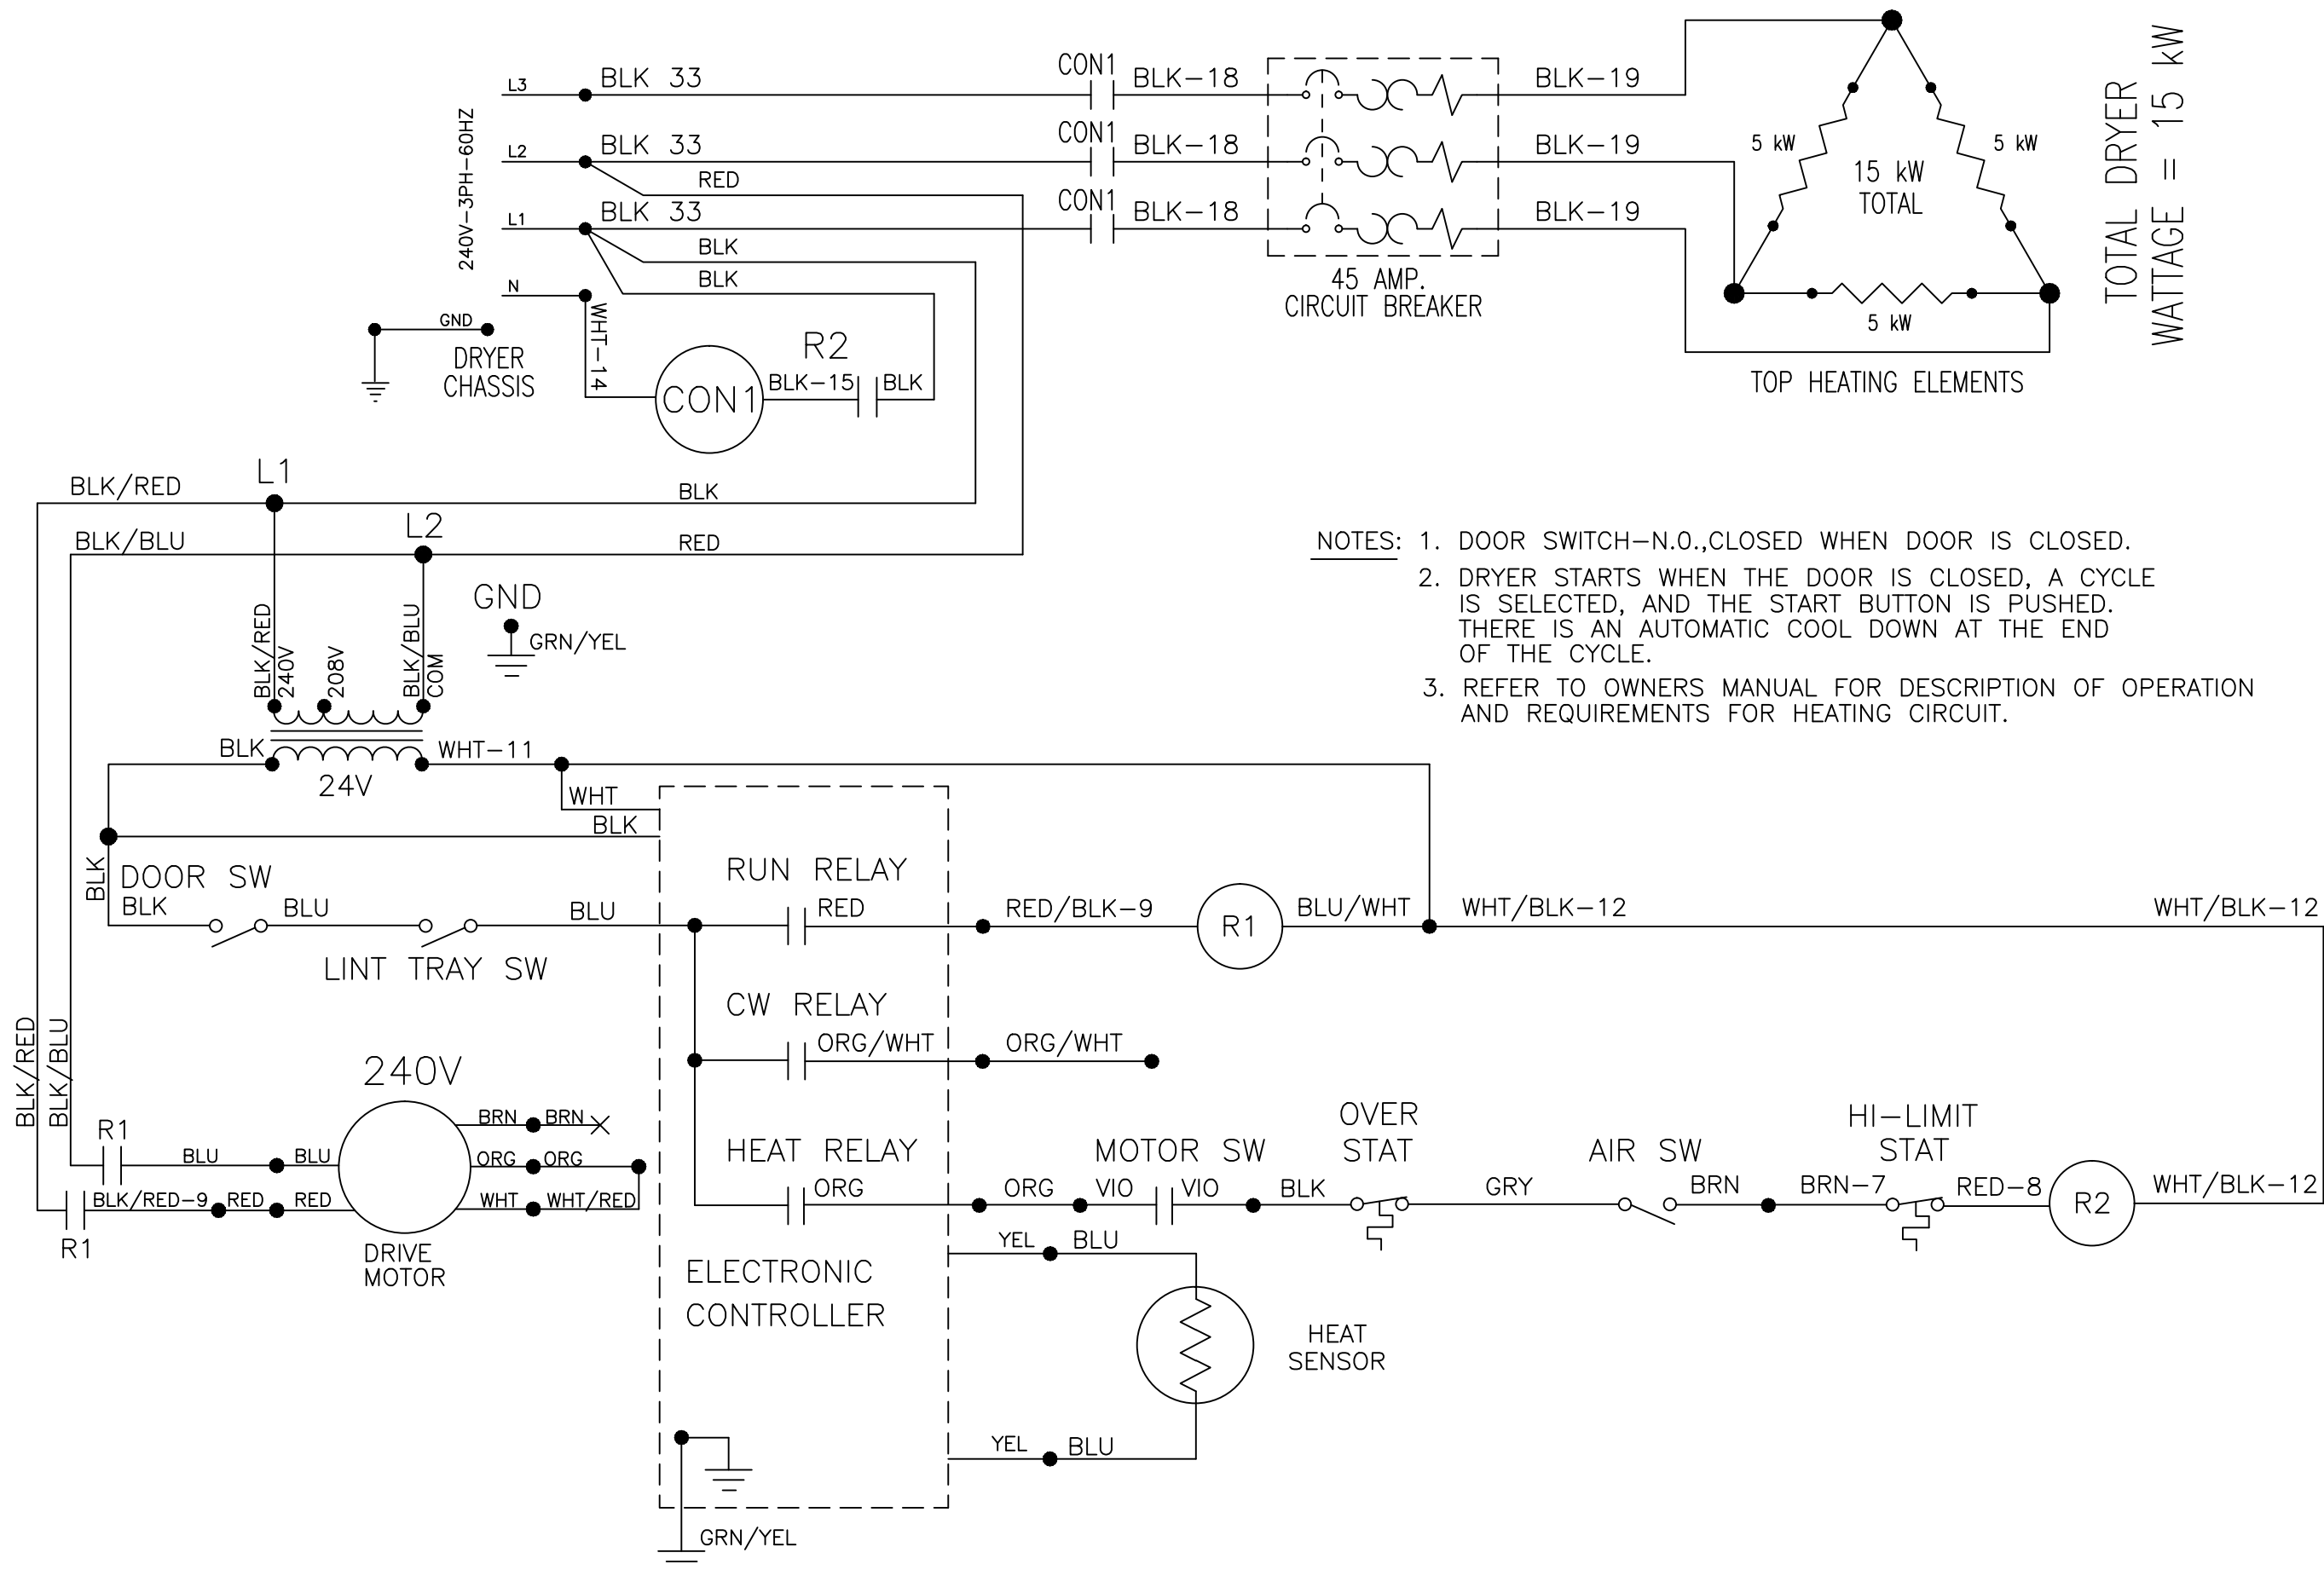 L3
BLK 33
CON1
BLK-18
BLK-19
L2
BLK 33
CON1
BLK-18
BLK-19
RED
L1
BLK 33
CON1
BLK-18
BLK-19
BLK
BLK
N
240V-3PH-60HZ
WHT-14
GND
DRYER
CHASSIS
CON1
BLK-15
R2
BLK
45 AMP.
CIRCUIT BREAKER
5 kW
5 kW
15 kW
TOTAL
5 kW
TOP HEATING ELEMENTS
TOTAL DRYER
WATTAGE = 15 kW
BLK/RED
L1
BLK
BLK/BLU
L2
RED
GND
GRN/YEL
BLK/RED
240V
208V
BLK/BLU
COM
BLK
WHT-11
24V
NOTES: 1. DOOR SWITCH-N.O.,CLOSED WHEN DOOR IS CLOSED.
2. DRYER STARTS WHEN THE DOOR IS CLOSED, A CYCLE
IS SELECTED, AND THE START BUTTON IS PUSHED.
THERE IS AN AUTOMATIC COOL DOWN AT THE END
OF THE CYCLE.
3. REFER TO OWNERS MANUAL FOR DESCRIPTION OF OPERATION
AND REQUIREMENTS FOR HEATING CIRCUIT.
WHT
BLK
BLK
DOOR SW
BLK
BLU
BLU
LINT TRAY SW
RUN RELAY
RED
RED/BLK-9
R1
BLU/WHT
WHT/BLK-12
WHT/BLK-12
CW RELAY
ORG/WHT
ORG/WHT
BLK/RED
BLK/BLU
240V
R1
BLU
BLU
BRN
BRN
ORG
ORG
BLK/RED-9
RED
RED
WHT
WHT/RED
R1
DRIVE
MOTOR
HEAT RELAY
ORG
ORG
MOTOR SW
VIO
VIO
BLK
OVER
STAT
GRY
AIR SW
BRN
BRN-7
HI-LIMIT
STAT
RED-8
R2
WHT/BLK-12
ELECTRONIC
CONTROLLER
YEL
BLU
HEAT
SENSOR
YEL
BLU
GRN/YEL